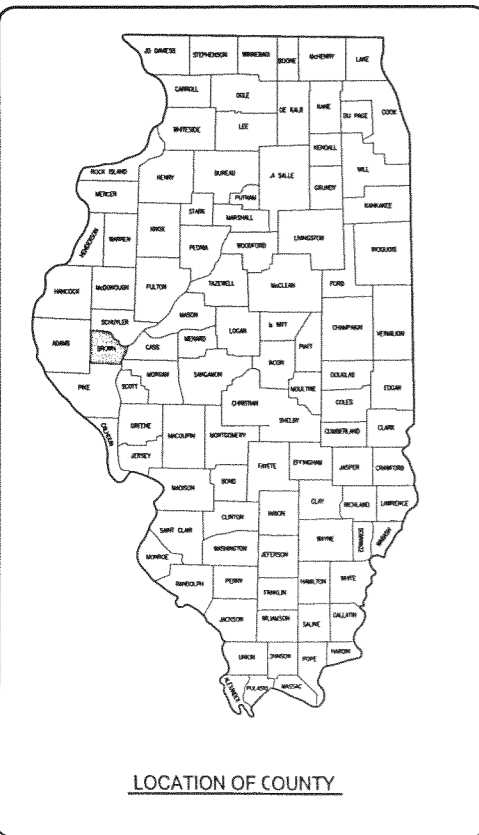 JO DAVIESS STEPHENSON WINNEBAGO BOONE McHENRY LAKE
CARROLL OGLE DE KALB KANE DU PAGE COOK
WHITESIDE LEE KENDALL WILL
ROCK ISLAND HENRY BUREAU LA SALLE GRUNDY KANKAKEE
MERCER STARK PUTNAM
HENDERSON WARREN KNOX PEORIA MARSHALL WOODFORD LIVINGSTON IROQUOIS
HANCOCK McDONOUGH FULTON TAZEWELL McCLEAN FORD
SCHUYLER MASON LOGAN CHAMPAIGN VERMILION
ADAMS BROWN CASS MENARD PIATT
PIKE SCOTT MORGAN SANGAMON MACON MOULTRIE DOUGLAS EDGAR
CALHOUN GREENE CHRISTIAN SHELBY COLES
JERSEY MACOUPIN MONTGOMERY CUMBERLAND CLARK
MADISON BOND FAYETE EFFINGHAM JASPER CRAWFORD
CLINTON MARION CLAY RICHLAND LAWRENCE
SAINT CLAIR WASHINGTON JEFFERSON WAYNE EDWARDS WABASH
MONROE RANDOLPH PERRY FRANKLIN HAMILTON WHITE
JACKSON WILLIAMSON SALINE GALLATIN
UNION JOHNSON POPE HARDIN
ALEXANDER PULASKI MASSAC
LOCATION OF COUNTY